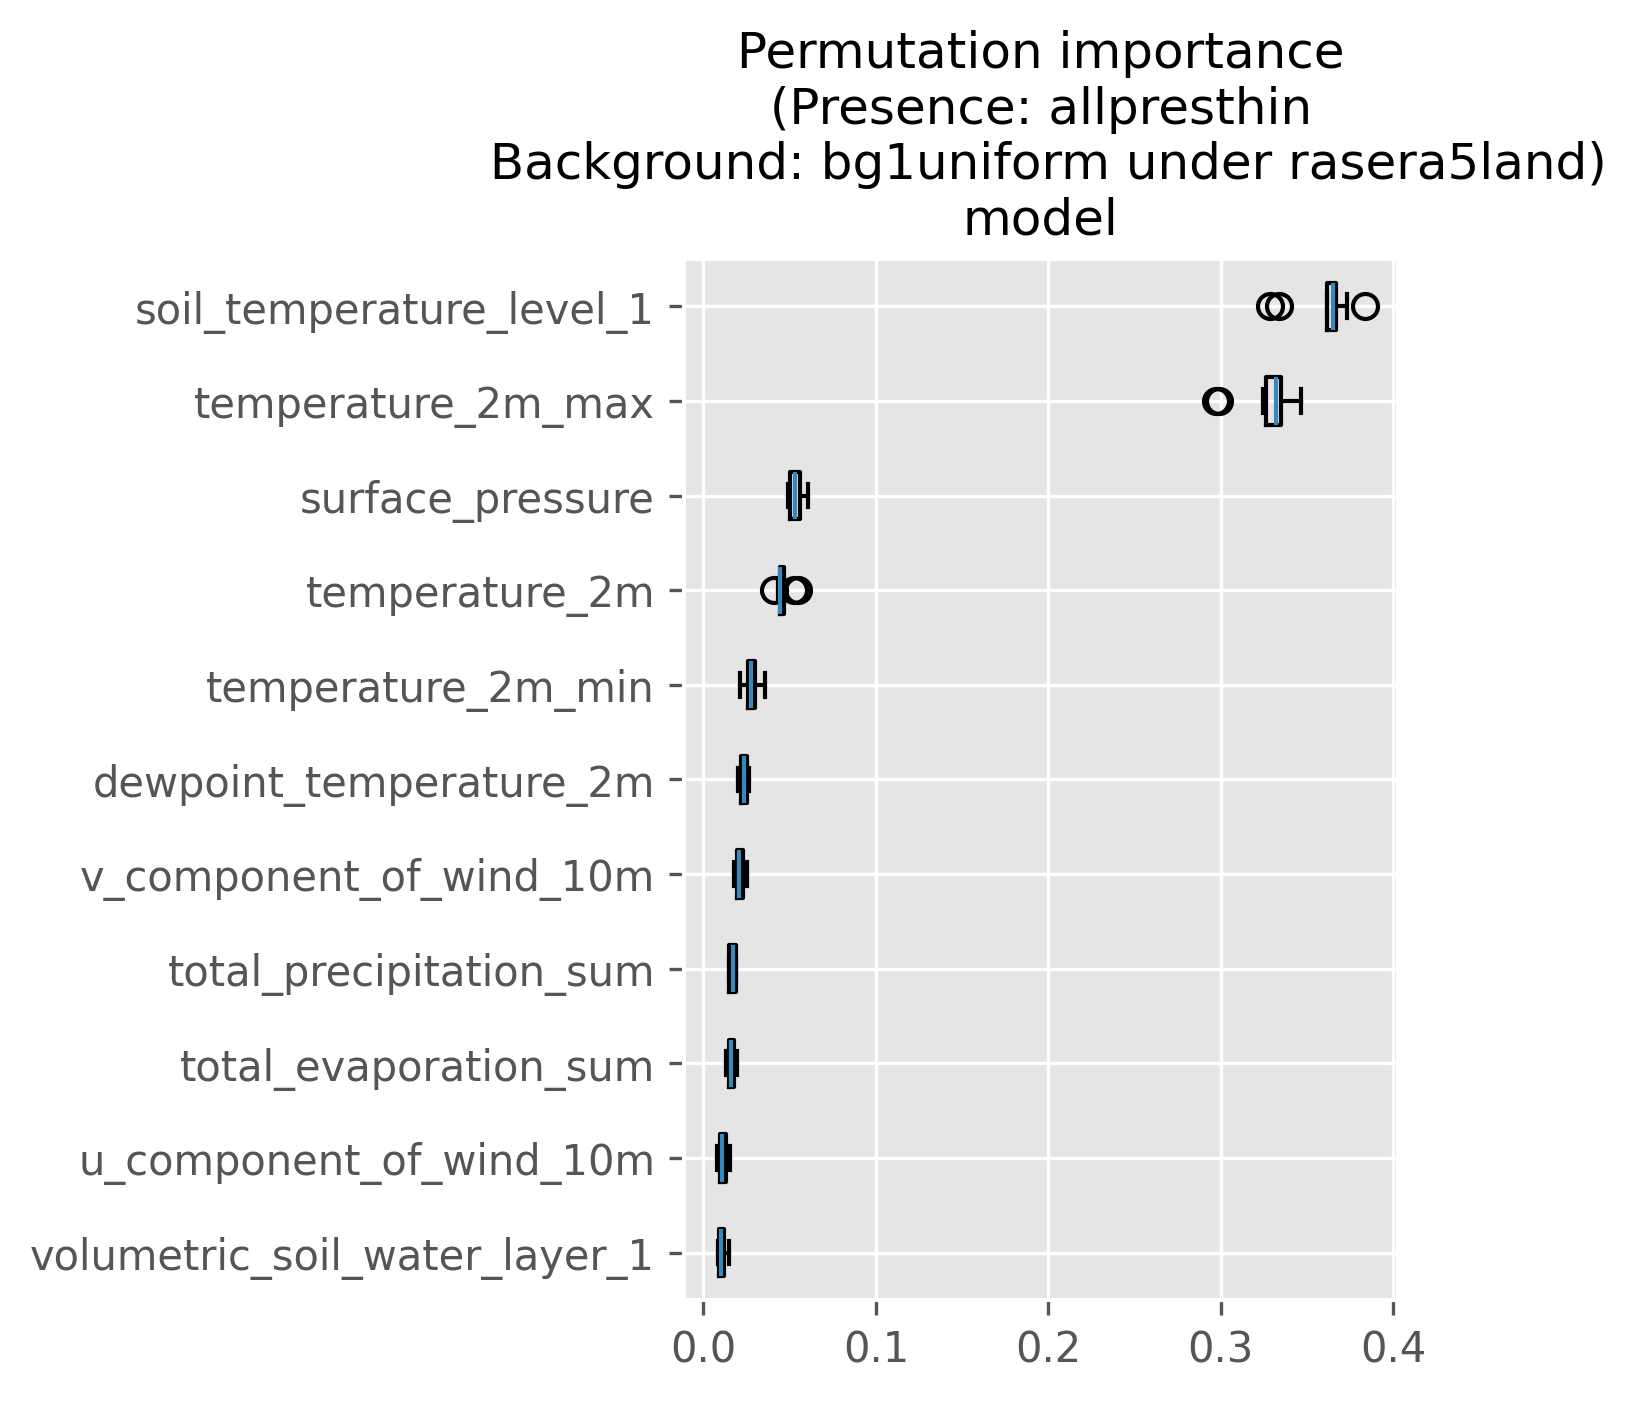 Permutation importance
(Presence: allpresthin
Background: bg1uniform under rasera5land)
model
soil_temperature_level_1
temperature_2m_max
surface_pressure
temperature_2m
temperature_2m_min
dewpoint_temperature_2m
v_component_of_wind_10m
total_precipitation_sum
total_evaporation_sum
u_component_of_wind_10m
volumetric_soil_water_layer_1
0.0 0.1 0.2 0.3 0.4